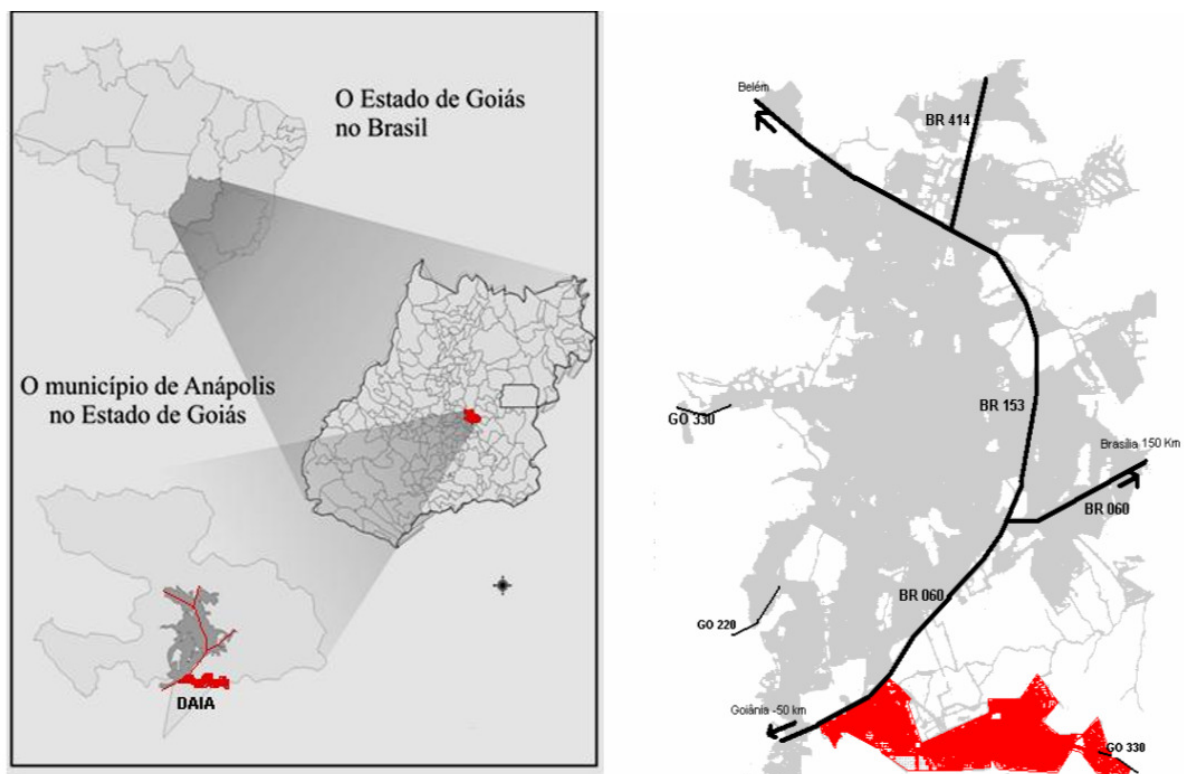 O Estado de Goiás
no Brasil
O município de Anápolis
no Estado de Goiás
DAIA
Belém
BR 414
GO 330
BR 153
Brasília 150 Km
BR 060
BR 060
GO 220
Goiânia -50 km
GO 330